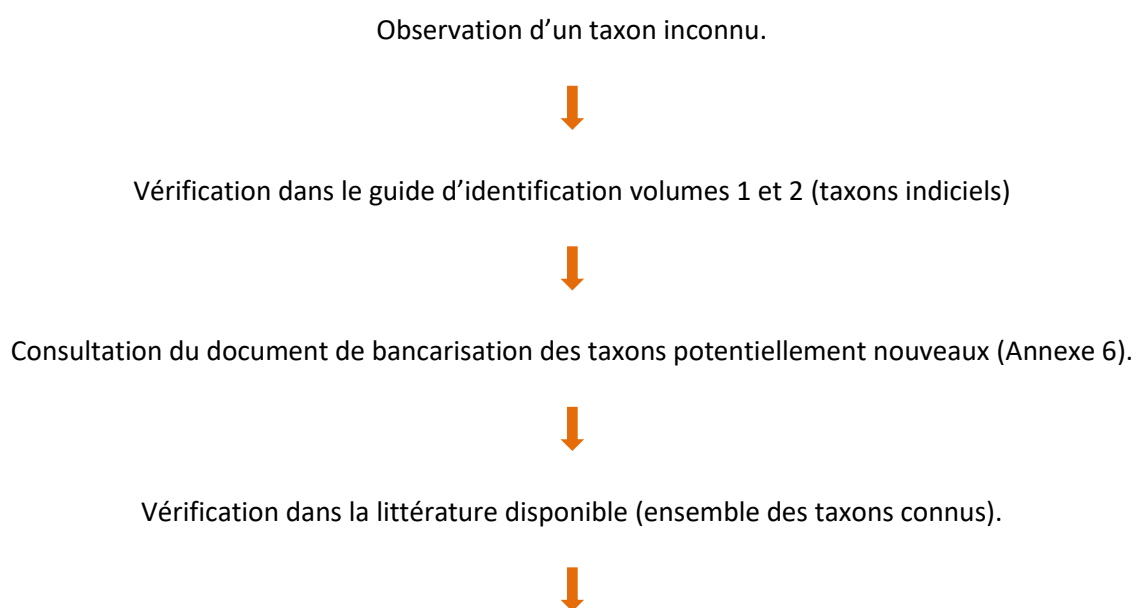 Observation d’un taxon inconnu.
Vérification dans le guide d’identification volumes 1 et 2 (taxons indiciels)
Consultation du document de bancarisation des taxons potentiellement nouveaux (Annexe 6).
Vérification dans la littérature disponible (ensemble des taxons connus).